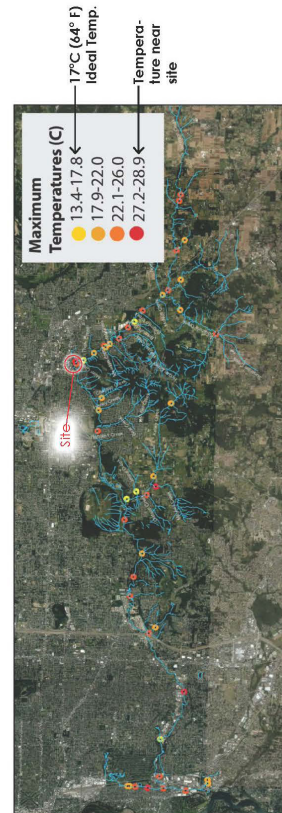 Maximum
Temperatures (C)
13.4-17.8
17.9-22.0
22.1-26.0
27.2-28.9
17°C (64° F)
Ideal Temp.
Tempera-
ture near
site
Site